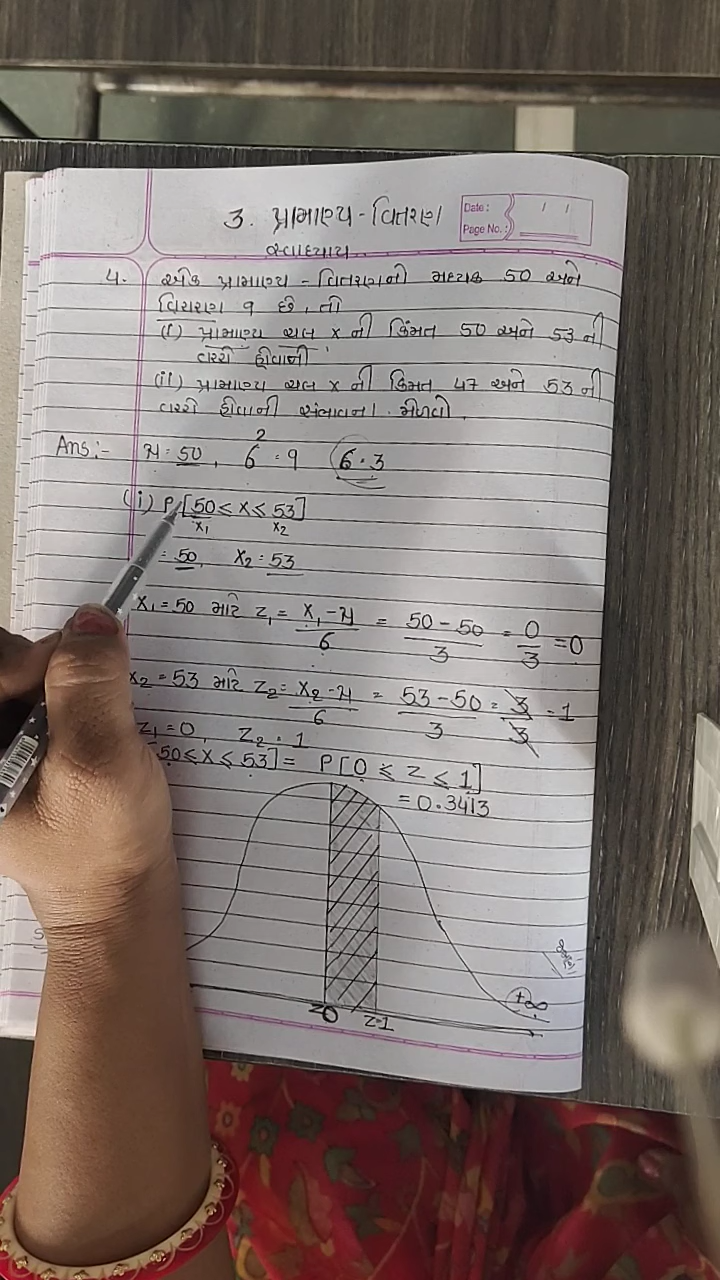 3. પ્રામાણ્ય - વિતરણ
Date : / /
Page No. :
સ્વાધ્યાય
4. એક પ્રામાણ્ય - વિતરણનો મધ્યક 50 અને
વિચરણ 9 છે, તો
(i) પ્રામાણ્ય ચલ x ની કિંમત 50 અને 53 ની
વચ્ચે હોવાની
(ii) પ્રામાણ્ય ચલ x ની કિંમત 47 અને 53 ની
વચ્ચે હોવાની સંભાવના મેળવો.
Ans:- μ = 50, σ² = 9 σ = 3
(i) P[50 ≤ x ≤ 53]
x₁ x₂
= 50, x₂ = 53
x₁ = 50 માટે z₁ = x₁ - μ / σ = 50 - 50 / 3 = 0 / 3 = 0
x₂ = 53 માટે z₂ = x₂ - μ / σ = 53 - 50 / 3 = 3 / 3 = 1
z₁ = 0, z₂ = 1
50 ≤ x ≤ 53] = P[0 ≤ z ≤ 1]
= 0.3413
+∞
z0 z=1